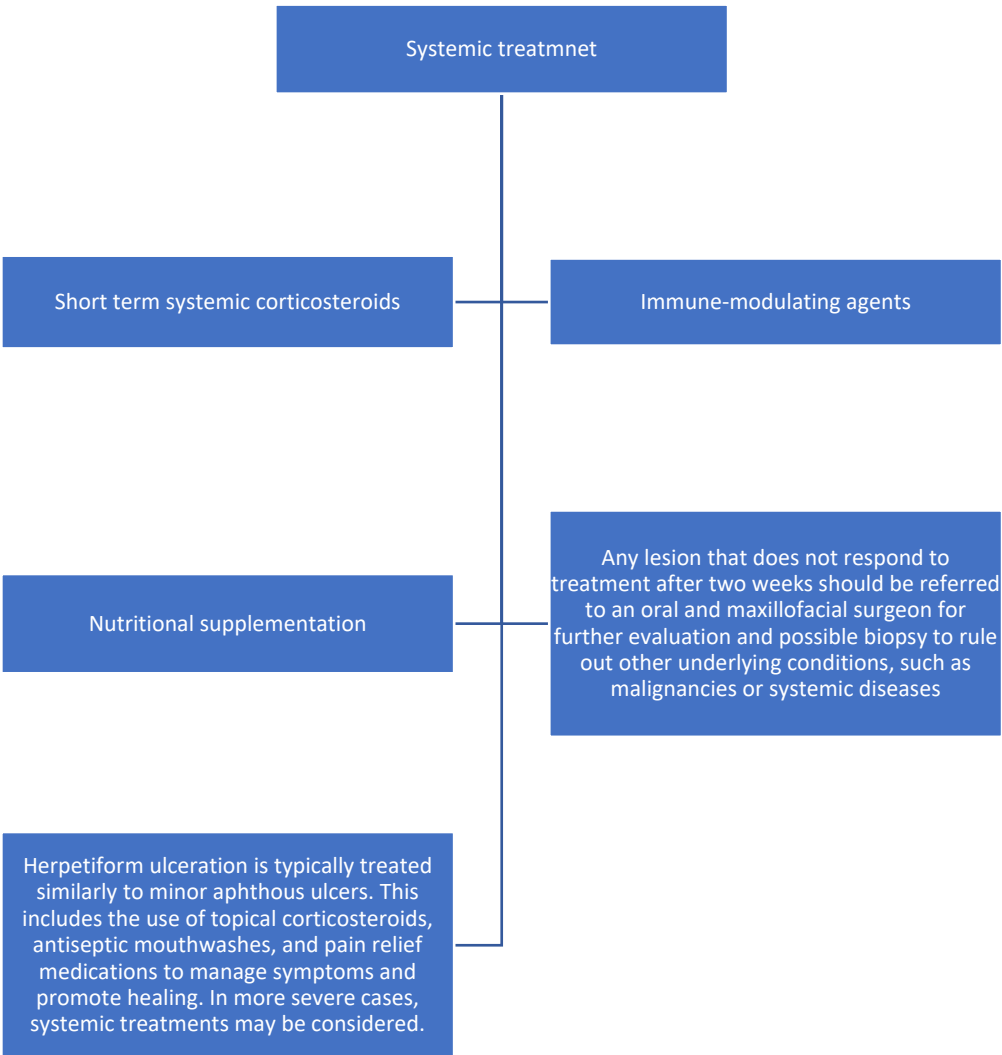 Systemic treatmnet
Short term systemic corticosteroids
Immune-modulating agents
Nutritional supplementation
Any lesion that does not respond to
treatment after two weeks should be referred
to an oral and maxillofacial surgeon for
further evaluation and possible biopsy to rule
out other underlying conditions, such as
malignancies or systemic diseases
Herpetiform ulceration is typically treated
similarly to minor aphthous ulcers. This
includes the use of topical corticosteroids,
antiseptic mouthwashes, and pain relief
medications to manage symptoms and
promote healing. In more severe cases,
systemic treatments may be considered.